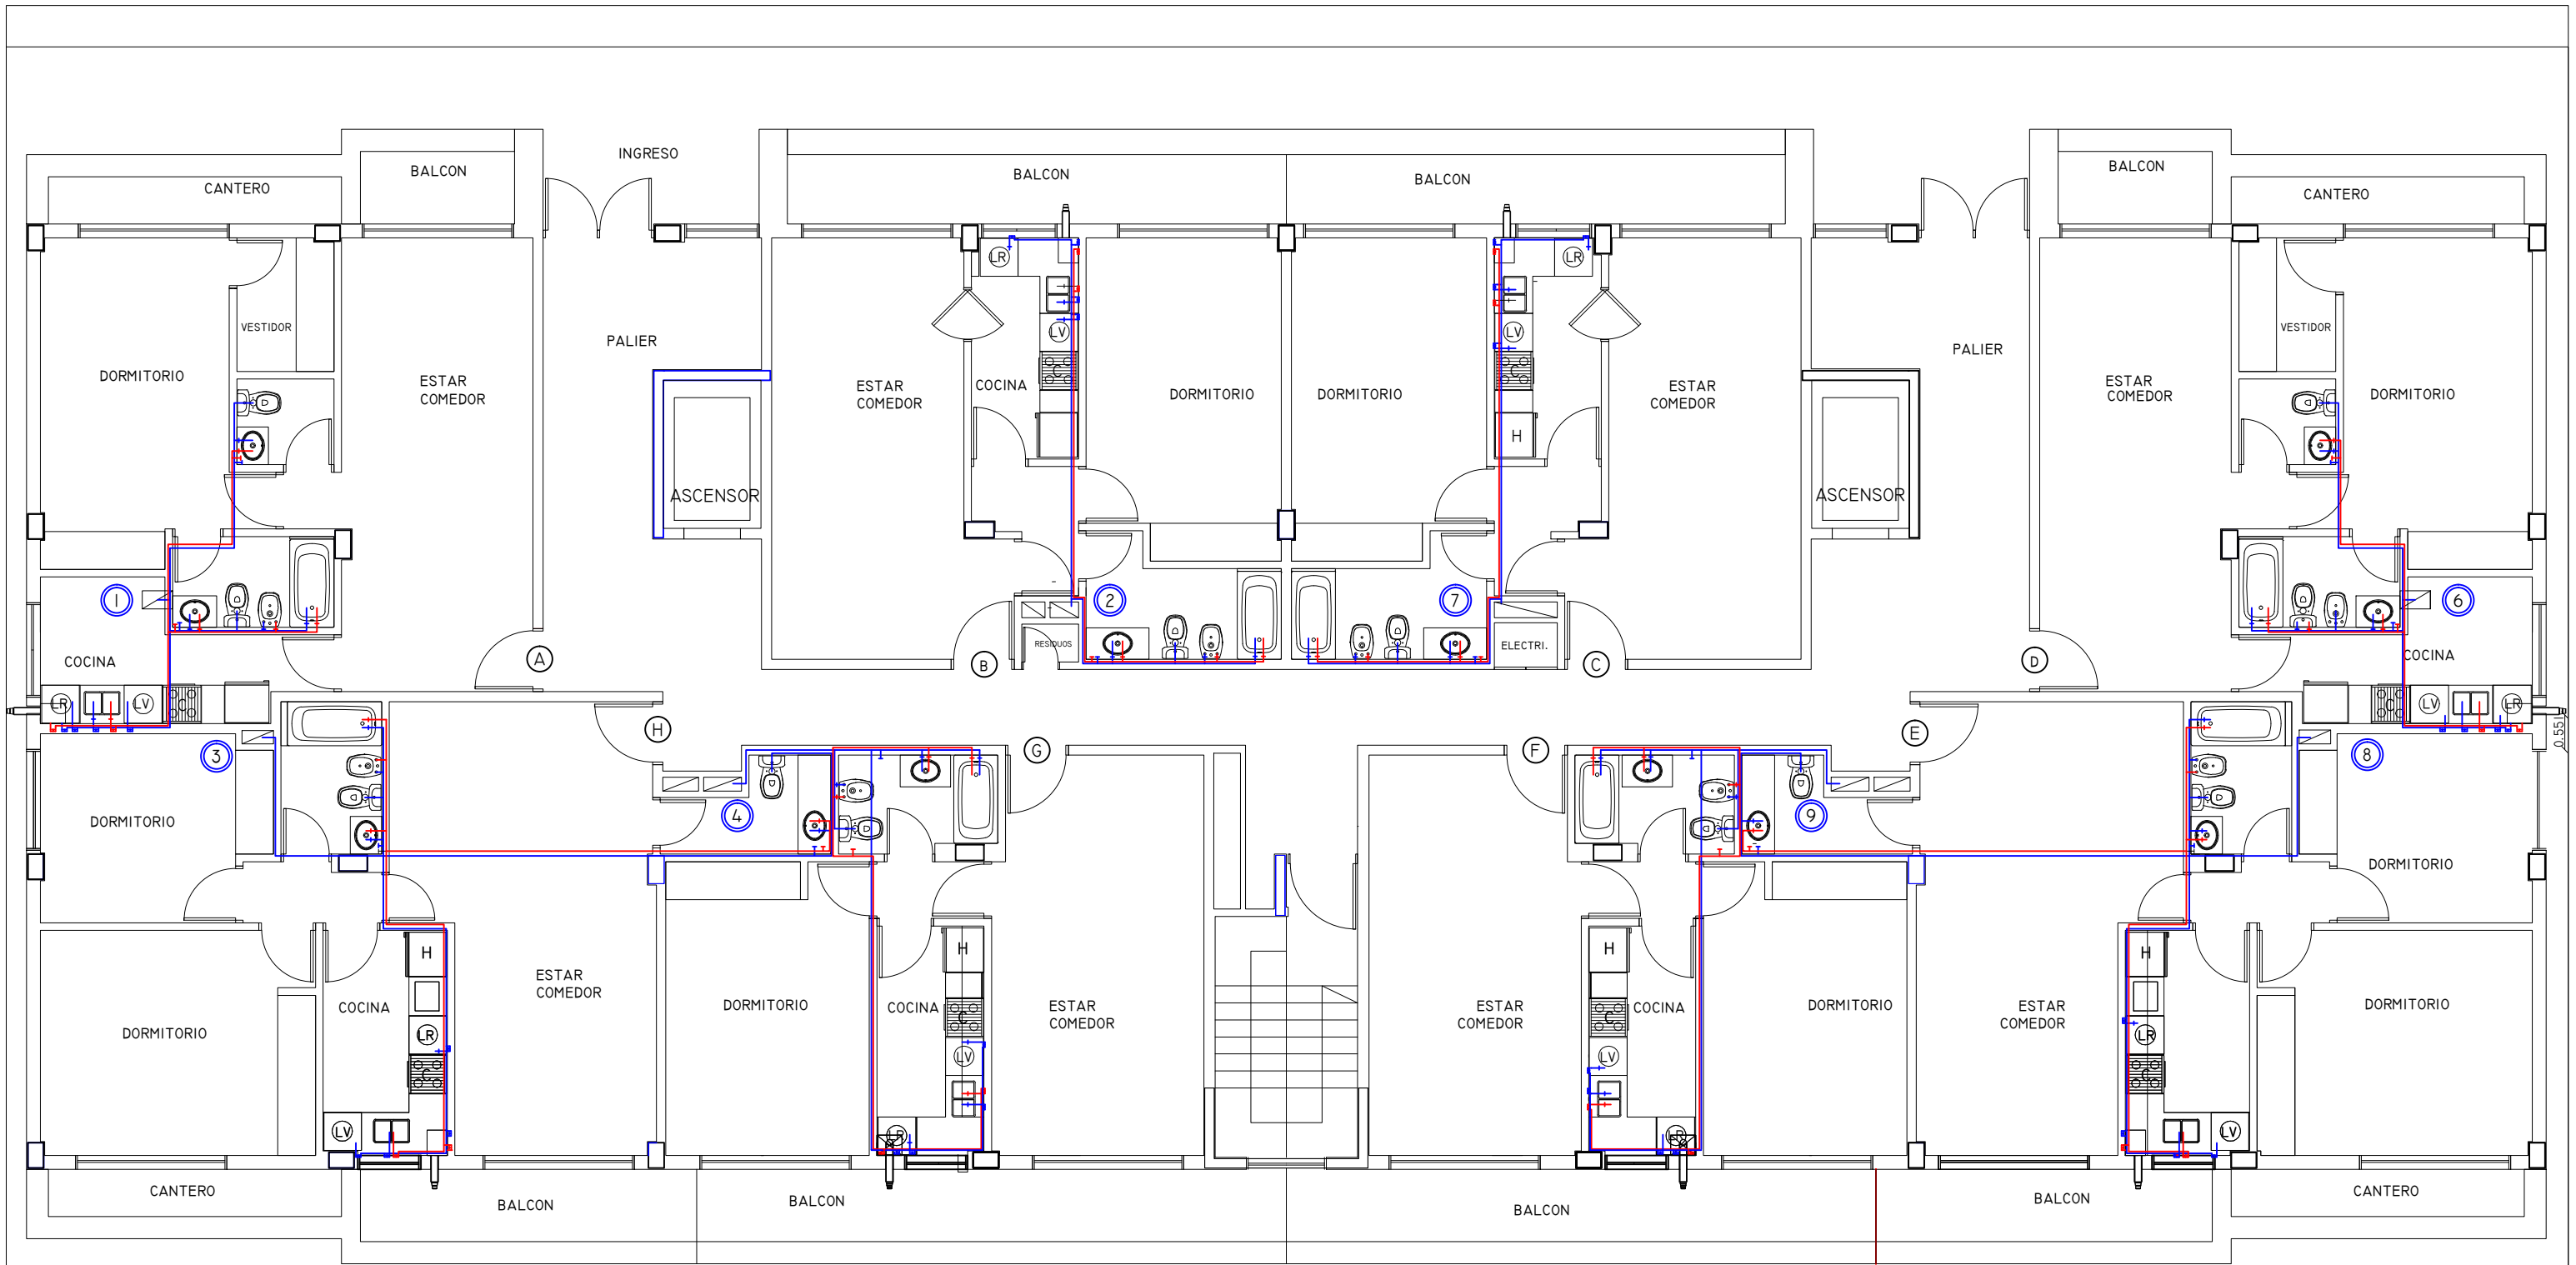 INGRESO
BALCON
CANTERO
BALCON
BALCON
BALCON
CANTERO
LR
LR
VESTIDOR
PALIER
LV
LV
VESTIDOR
PALIER
DORMITORIO
ESTAR
COMEDOR
ESTAR
COMEDOR
COCINA
C
DORMITORIO
DORMITORIO
C
H
ESTAR
COMEDOR
ESTAR
COMEDOR
DORMITORIO
ASCENSOR
ASCENSOR
1
2
7
6
COCINA
A
B
RESIDUOS
ELECTRI.
C
D
COCINA
LR
LV
C
C
LV
LR
0.551
3
H
G
F
E
8
DORMITORIO
4
9
DORMITORIO
H
H
H
H
ESTAR
COMEDOR
DORMITORIO
COCINA
DORMITORIO
COCINA
ESTAR
COMEDOR
ESTAR
COMEDOR
COCINA
DORMITORIO
ESTAR
COMEDOR
DORMITORIO
LR
C
C
LV
C
LV
LR
C
LV
LR
LR
LV
CANTERO
BALCON
BALCON
BALCON
BALCON
CANTERO